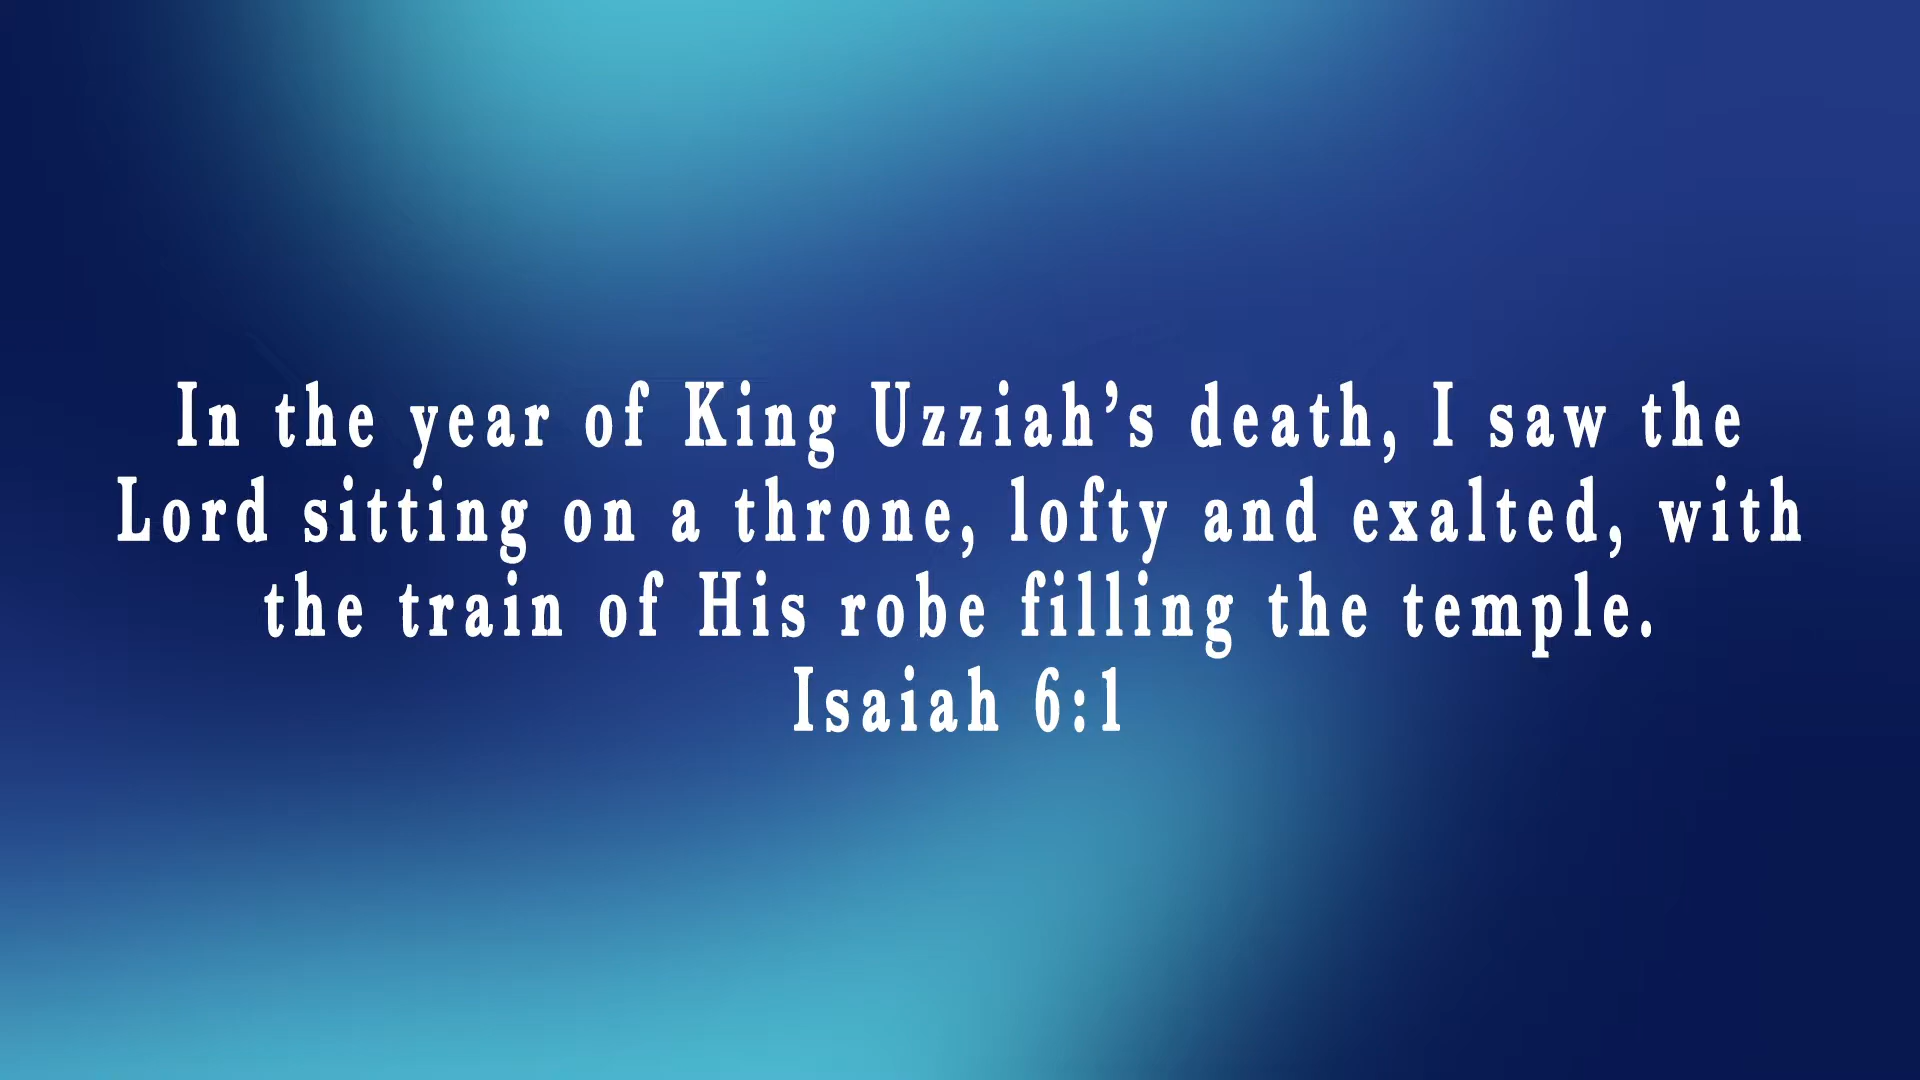 In the year of King Uzziah’s death, I saw the
Lord sitting on a throne, lofty and exalted, with
the train of His robe filling the temple.
Isaiah 6:1